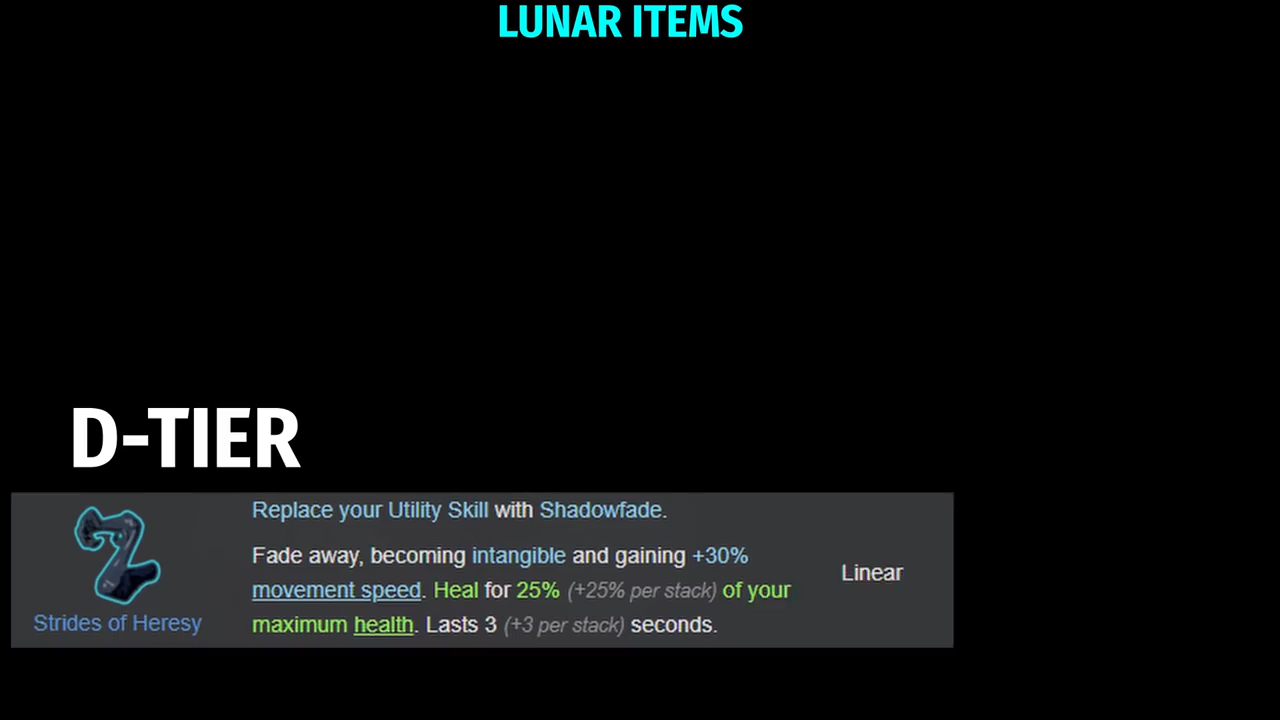 LUNAR ITEMS
D-TIER
Replace your Utility Skill with Shadowfade.
Fade away, becoming intangible and gaining +30%
movement speed. Heal for 25% (+25% per stack) of your
maximum health. Lasts 3 (+3 per stack) seconds.
Linear
Strides of Heresy